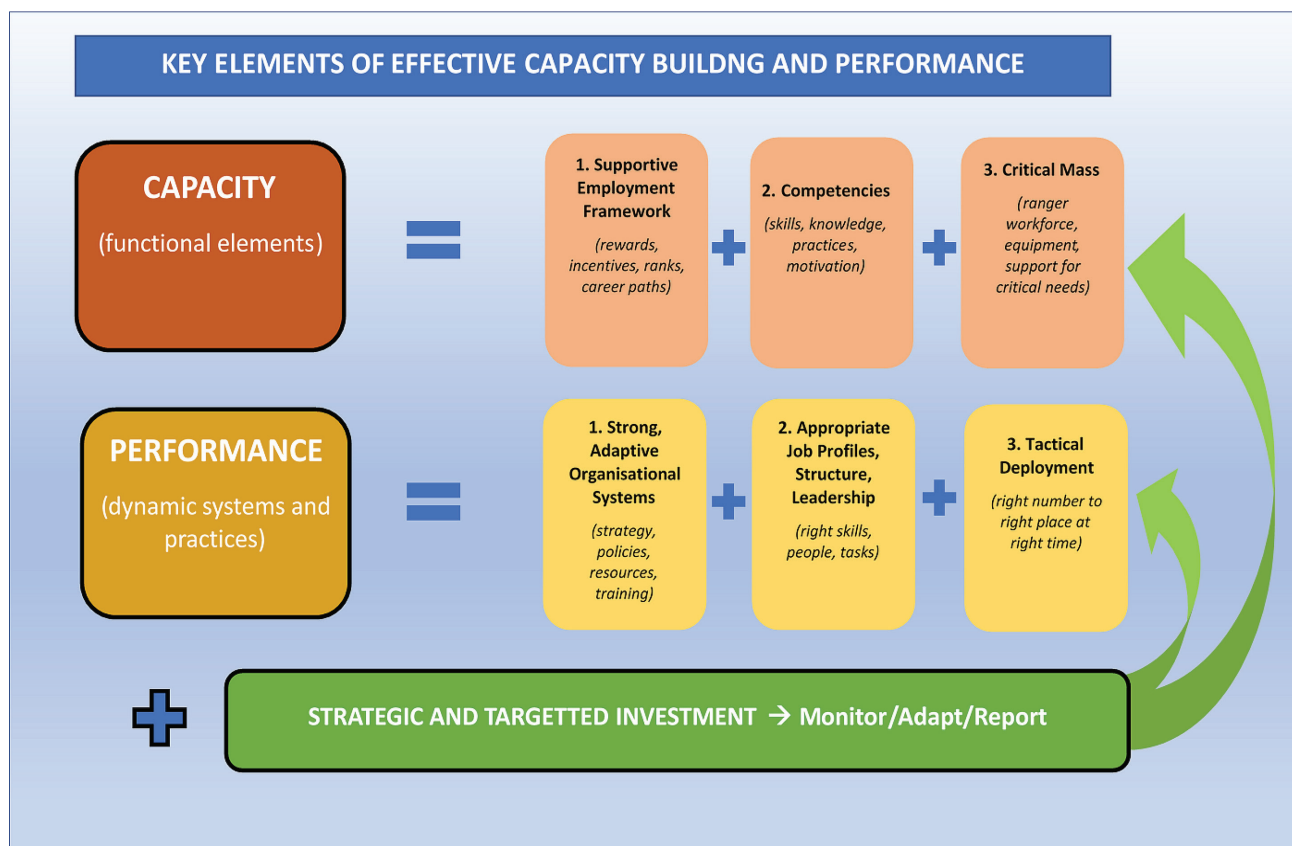 KEY ELEMENTS OF EFFECTIVE CAPACITY BUILDNG AND PERFORMANCE
CAPACITY
(functional elements)
=
1. Supportive
Employment
Framework
(rewards,
incentives, ranks,
career paths)
+
2. Competencies
(skills, knowledge,
practices,
motivation)
+
3. Critical Mass
(ranger
workforce,
equipment,
support for
critical needs)
PERFORMANCE
(dynamic systems and
practices)
=
1. Strong,
Adaptive
Organisational
Systems
(strategy,
policies,
resources,
training)
+
2. Appropriate
Job Profiles,
Structure,
Leadership
(right skills,
people, tasks)
+
3. Tactical
Deployment
(right number to
right place at
right time)
+
STRATEGIC AND TARGETTED INVESTMENT → Monitor/Adapt/Report